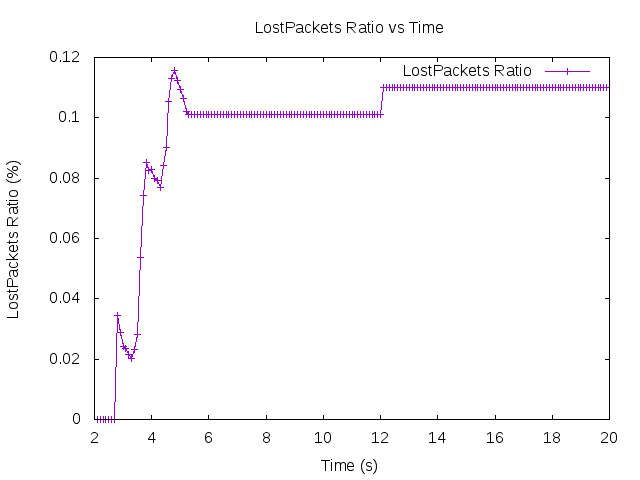 LostPackets Ratio vs Time
LostPackets Ratio
0.12
0.1
0.08
0.06
0.04
0.02
0
LostPackets Ratio (%)
2 4 6 8 10 12 14 16 18 20
Time (s)